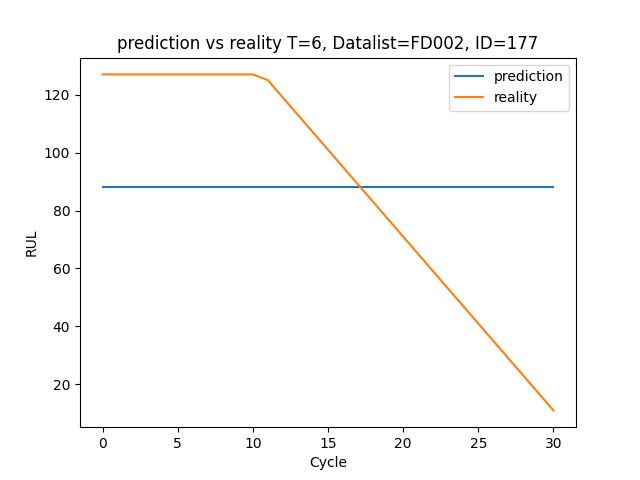 prediction vs reality T=6, Datalist=FD002, ID=177
prediction
reality
RUL
120
100
80
60
40
20
0 5 10 15 20 25 30
Cycle